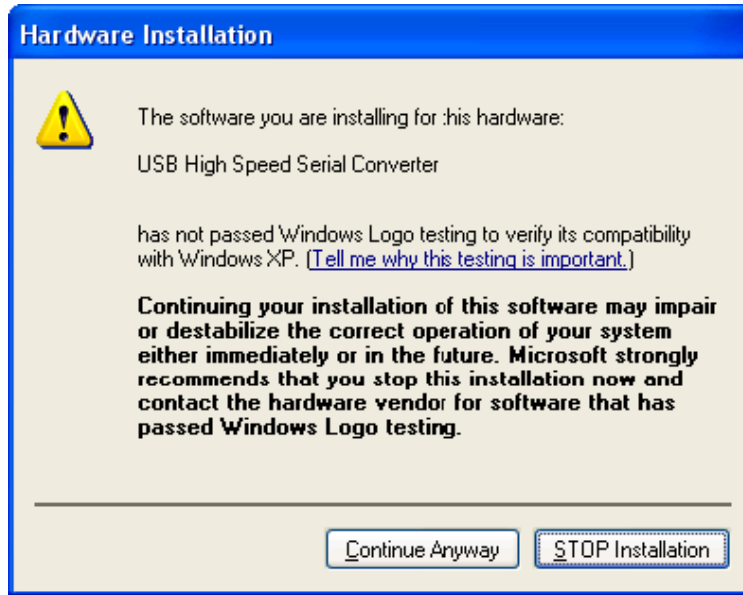 Hardware Installation
The software you are installing for :his hardware:
USB High Speed Serial Converter
has not passed Windows Logo testing to verify its compatibility
with Windows XP. (Tell me why this testing is important.)
Continuing your installation of this software may impair
or destabilize the correct operation of your system
either immediately or in the future. Microsoft strongly
recommends that you stop this installation now and
contact the hardware vendor for software that has
passed Windows Logo testing.
Continue Anyway
STOP Installation